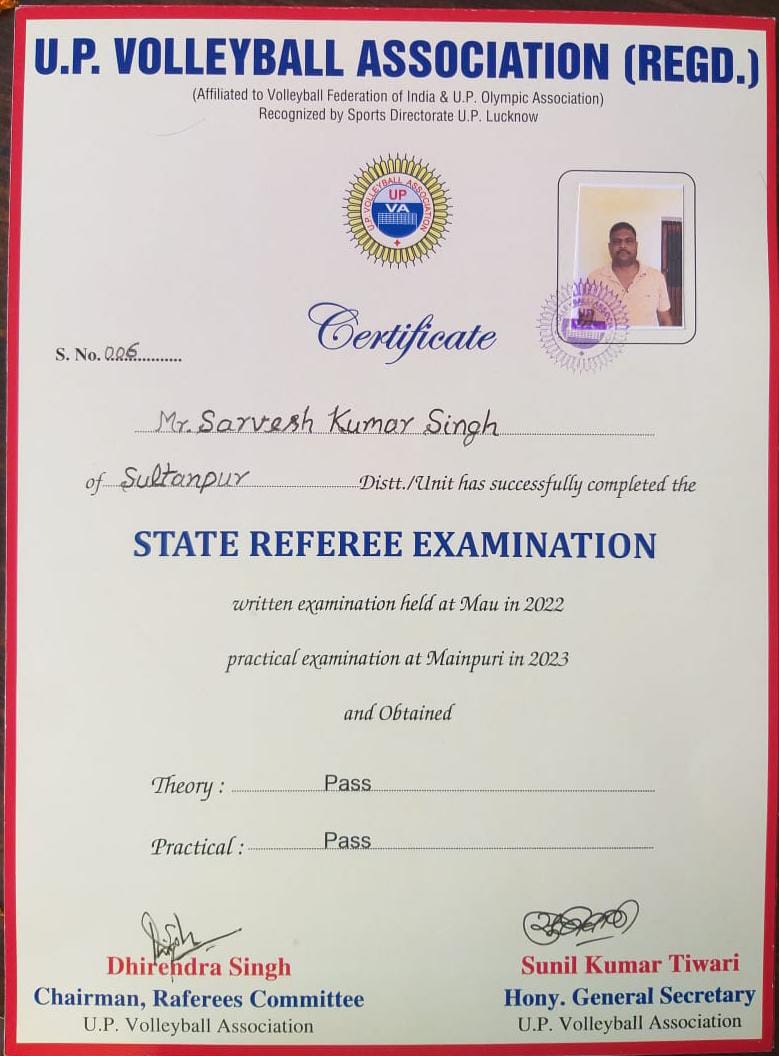 U.P. VOLLEYBALL ASSOCIATION (REGD.)
(Affiliated to Volleyball Federation of India & U.P. Olympic Association)
Recognized by Sports Directorate U.P. Lucknow
U.P. VOLLEYBALL ASSOCIATION
UP
VA
Certificate
S. No. 006
Mr. Sarvesh Kumar Singh
of Sultanpur Distt./Unit has successfully completed the
STATE REFEREE EXAMINATION
written examination held at Mau in 2022
practical examination at Mainpuri in 2023
and Obtained
Theory : Pass
Practical : Pass
Dhirendra Singh
Chairman, Raferees Committee
U.P. Volleyball Association
Sunil Kumar Tiwari
Hony. General Secretary
U.P. Volleyball Association